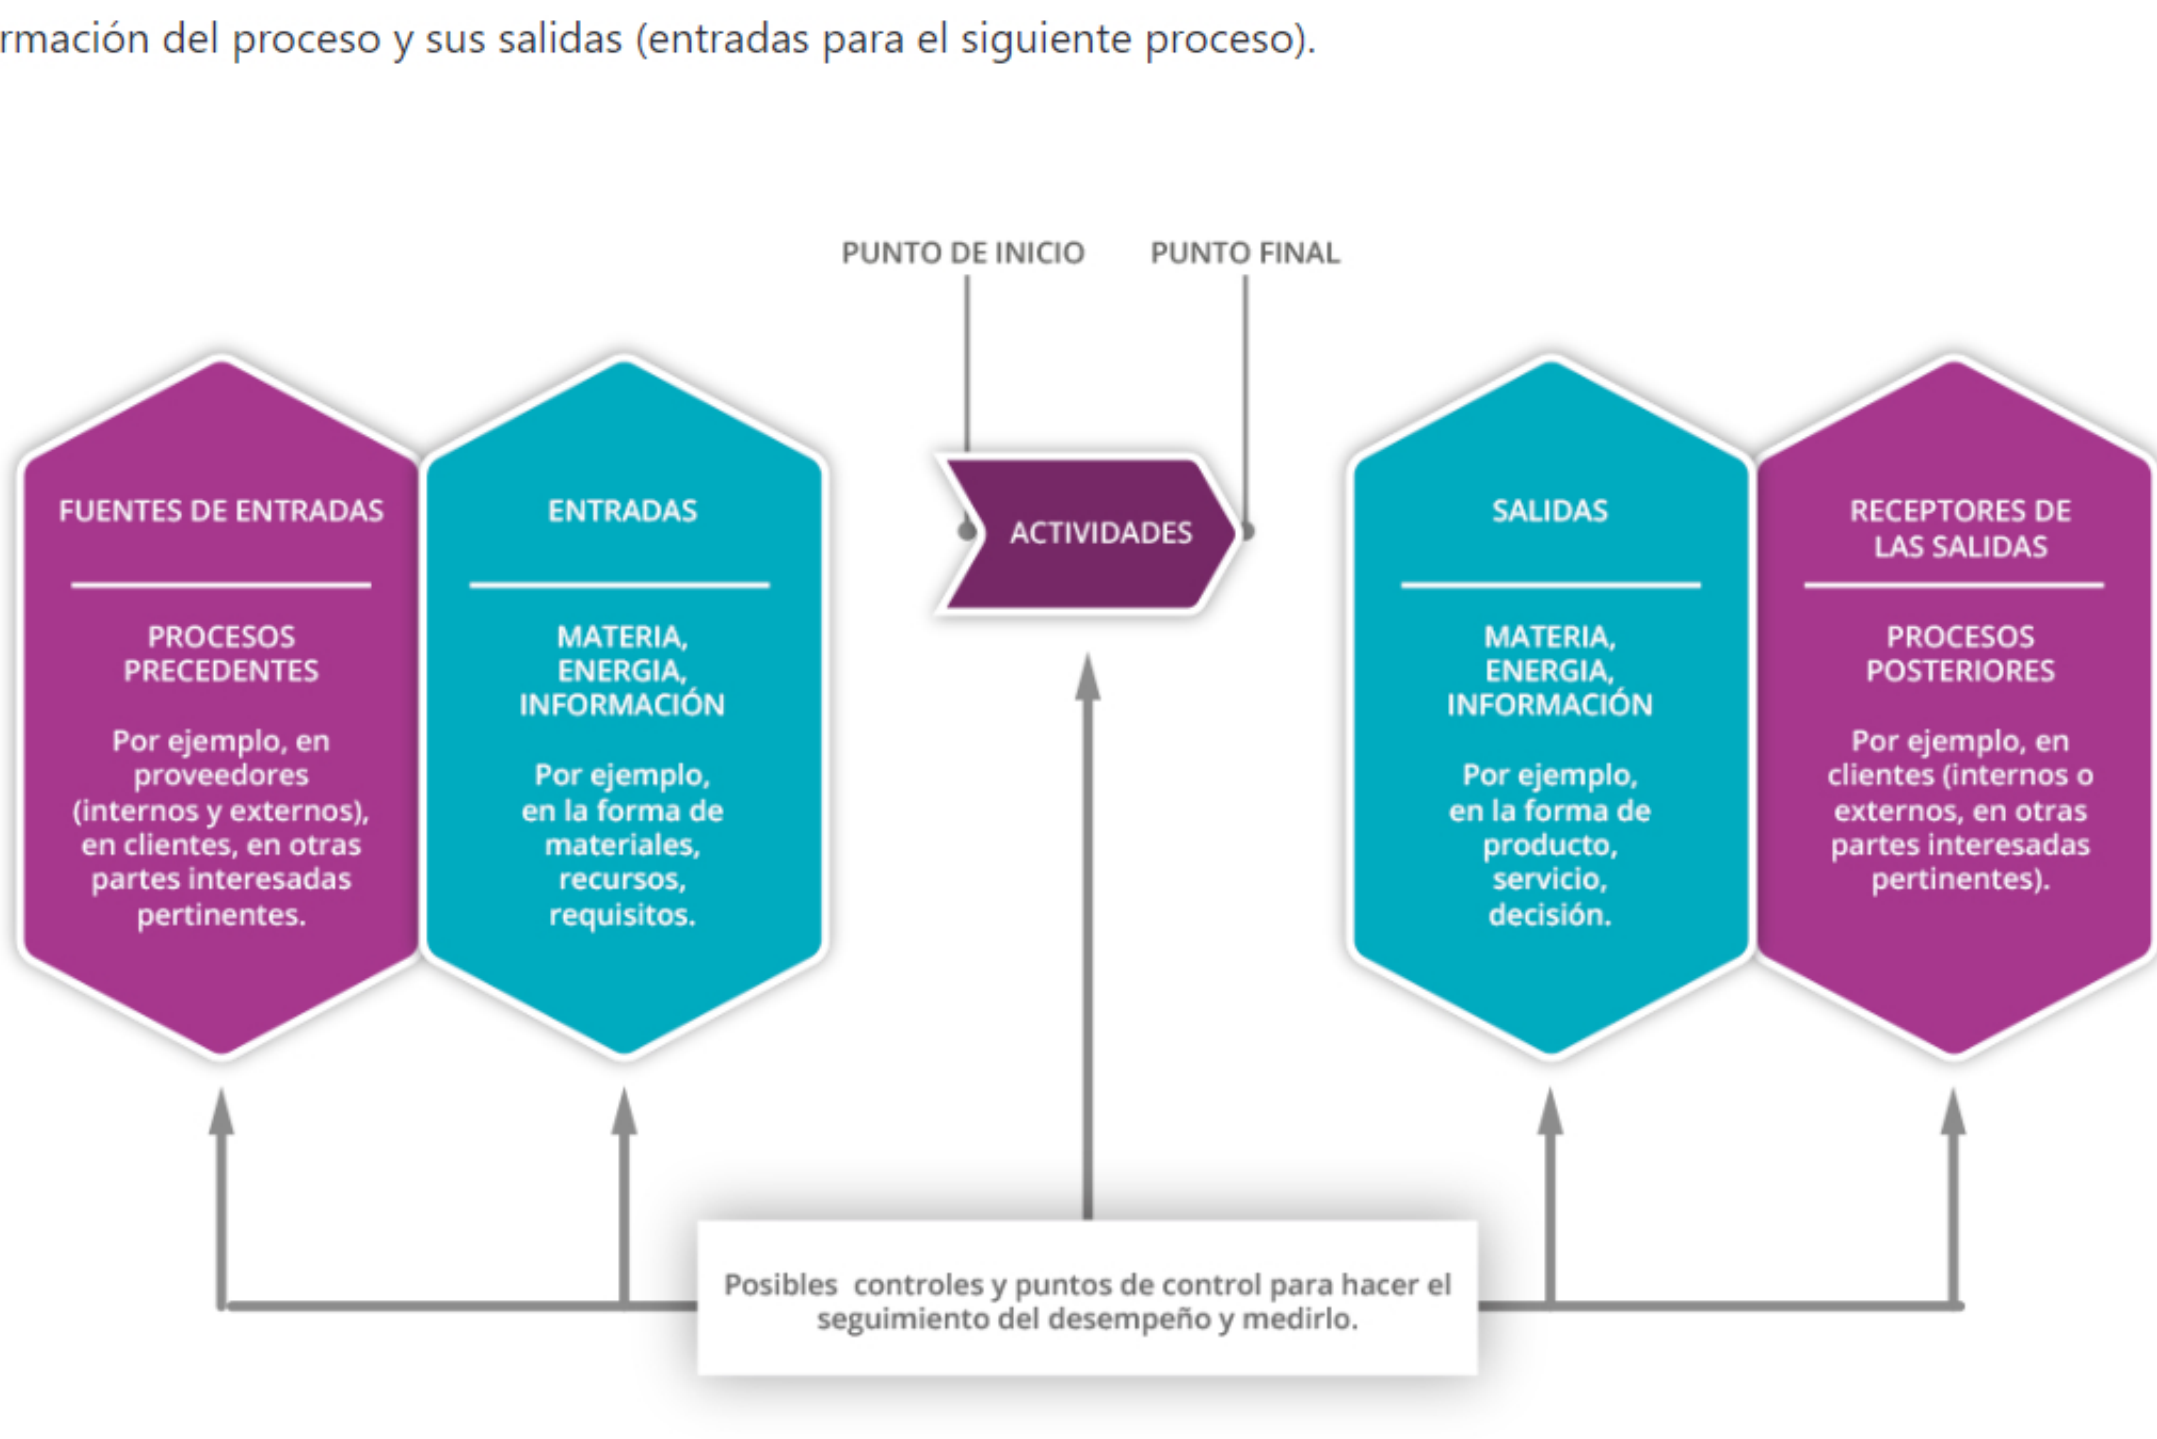 rmación del proceso y sus salidas (entradas para el siguiente proceso).
PUNTO DE INICIO
PUNTO FINAL
FUENTES DE ENTRADAS
PROCESOS
PRECEDENTES
Por ejemplo, en
proveedores
(internos y externos),
en clientes, en otras
partes interesadas
pertinentes.
ENTRADAS
MATERIA,
ENERGIA,
INFORMACIÓN
Por ejemplo,
en la forma de
materiales,
recursos,
requisitos.
ACTIVIDADES
SALIDAS
MATERIA,
ENERGIA,
INFORMACIÓN
Por ejemplo,
en la forma de
producto,
servicio,
decisión.
RECEPTORES DE
LAS SALIDAS
PROCESOS
POSTERIORES
Por ejemplo, en
clientes (internos o
externos, en otras
partes interesadas
pertinentes).
Posibles  controles y puntos de control para hacer el
seguimiento del desempeño y medirlo.